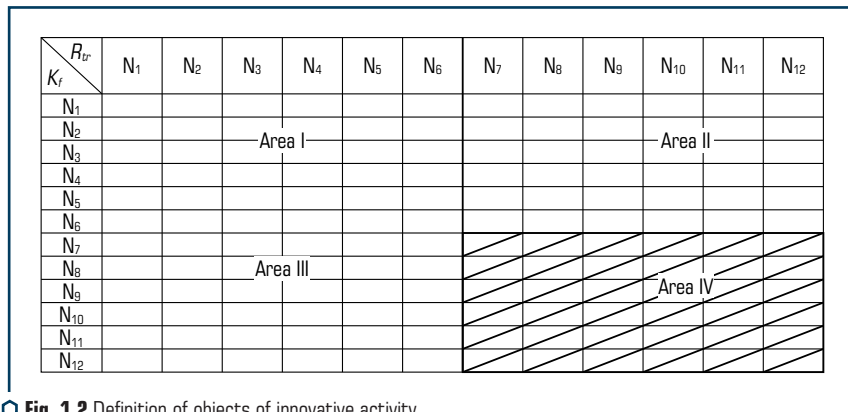 R_tr N₁ N₂ N₃ N₄ N₅ N₆ N₇ N₈ N₉ N₁₀ N₁₁ N₁₂
K_f
N₁
N₂
Area I Area II
N₃
N₄
N₅
N₆
N₇
N₈
Area III
N₉
Area IV
N₁₀
N₁₁
N₁₂
Fig. 1.2 Definition of objects of innovative activity